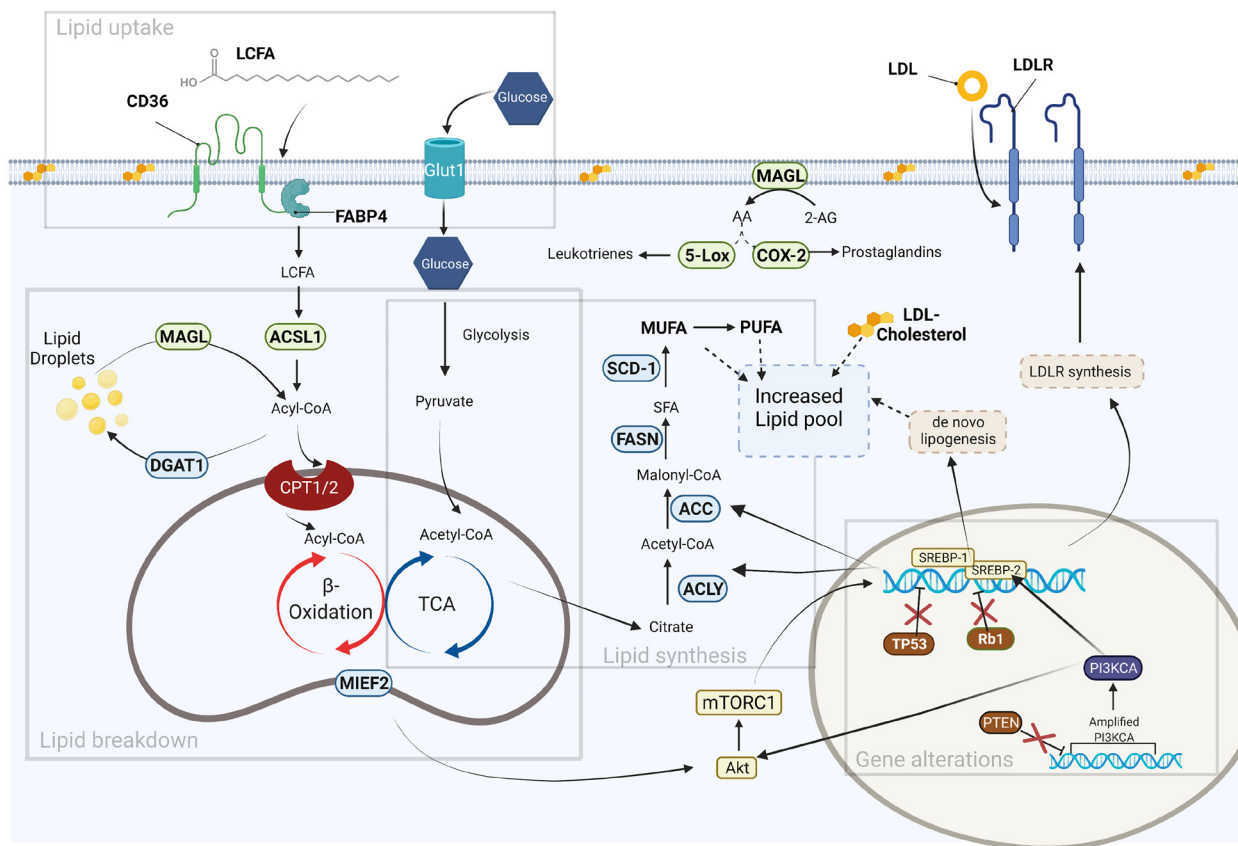 Lipid uptake
LCFA
O
HO
CD36
Glucose
Glut1
FABP4
LCFA
Glucose
LDL
LDLR
MAGL
AA
2-AG
Leukotrienes
5-Lox
COX-2
Prostaglandins
Lipid
Droplets
MAGL
ACSL1
Acyl-CoA
DGAT1
CPT1/2
Glycolysis
Pyruvate
Acyl-CoA
Acetyl-CoA
β-
Oxidation
TCA
MIEF2
Lipid breakdown
MUFA
PUFA
SCD-1
SFA
FASN
Malonyl-CoA
ACC
Acetyl-CoA
ACLY
Citrate
Lipid synthesis
LDL-
Cholesterol
Increased
Lipid pool
de novo
lipogenesis
LDLR synthesis
SREBP-1
SREBP-2
TP53
Rb1
PI3KCA
PTEN
Amplified
PI3KCA
Gene alterations
mTORC1
Akt